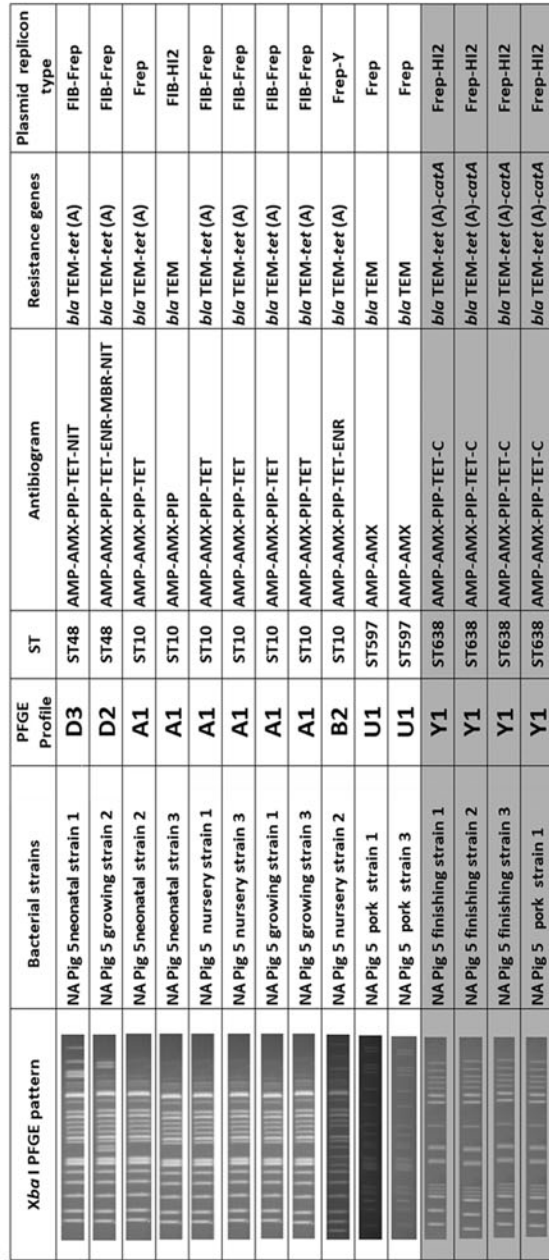 Xba I PFGE pattern Bacterial strains PFGE Profile ST Antibiogram Resistance genes Plasmid replicon type
NA Pig 5neonatal strain 1 D3 ST48 AMP-AMX-PIP-TET-NIT bla TEM-tet (A) FIB-Frep
NA Pig 5 growing strain 2 D2 ST48 AMP-AMX-PIP-TET-ENR-MBR-NIT bla TEM-tet (A) FIB-Frep
NA Pig 5neonatal strain 2 A1 ST10 AMP-AMX-PIP-TET bla TEM-tet (A) Frep
NA Pig 5neonatal strain 3 A1 ST10 AMP-AMX-PIP bla TEM FIB-HI2
NA Pig 5 nursery strain 1 A1 ST10 AMP-AMX-PIP-TET bla TEM-tet (A) FIB-Frep
NA Pig 5 nursery strain 3 A1 ST10 AMP-AMX-PIP-TET bla TEM-tet (A) FIB-Frep
NA Pig 5 growing strain 1 A1 ST10 AMP-AMX-PIP-TET bla TEM-tet (A) FIB-Frep
NA Pig 5 growing strain 3 A1 ST10 AMP-AMX-PIP-TET bla TEM-tet (A) FIB-Frep
NA Pig 5 nursery strain 2 B2 ST10 AMP-AMX-PIP-TET-ENR bla TEM-tet (A) Frep-Y
NA Pig 5 pork strain 1 U1 ST597 AMP-AMX bla TEM Frep
NA Pig 5 pork strain 3 U1 ST597 AMP-AMX bla TEM Frep
NA Pig 5 finishing strain 1 Y1 ST638 AMP-AMX-PIP-TET-C bla TEM-tet (A)-catA Frep-HI2
NA Pig 5 finishing strain 2 Y1 ST638 AMP-AMX-PIP-TET-C bla TEM-tet (A)-catA Frep-HI2
NA Pig 5 finishing strain 3 Y1 ST638 AMP-AMX-PIP-TET-C bla TEM-tet (A)-catA Frep-HI2
NA Pig 5 pork strain 1 Y1 ST638 AMP-AMX-PIP-TET-C bla TEM-tet (A)-catA Frep-HI2